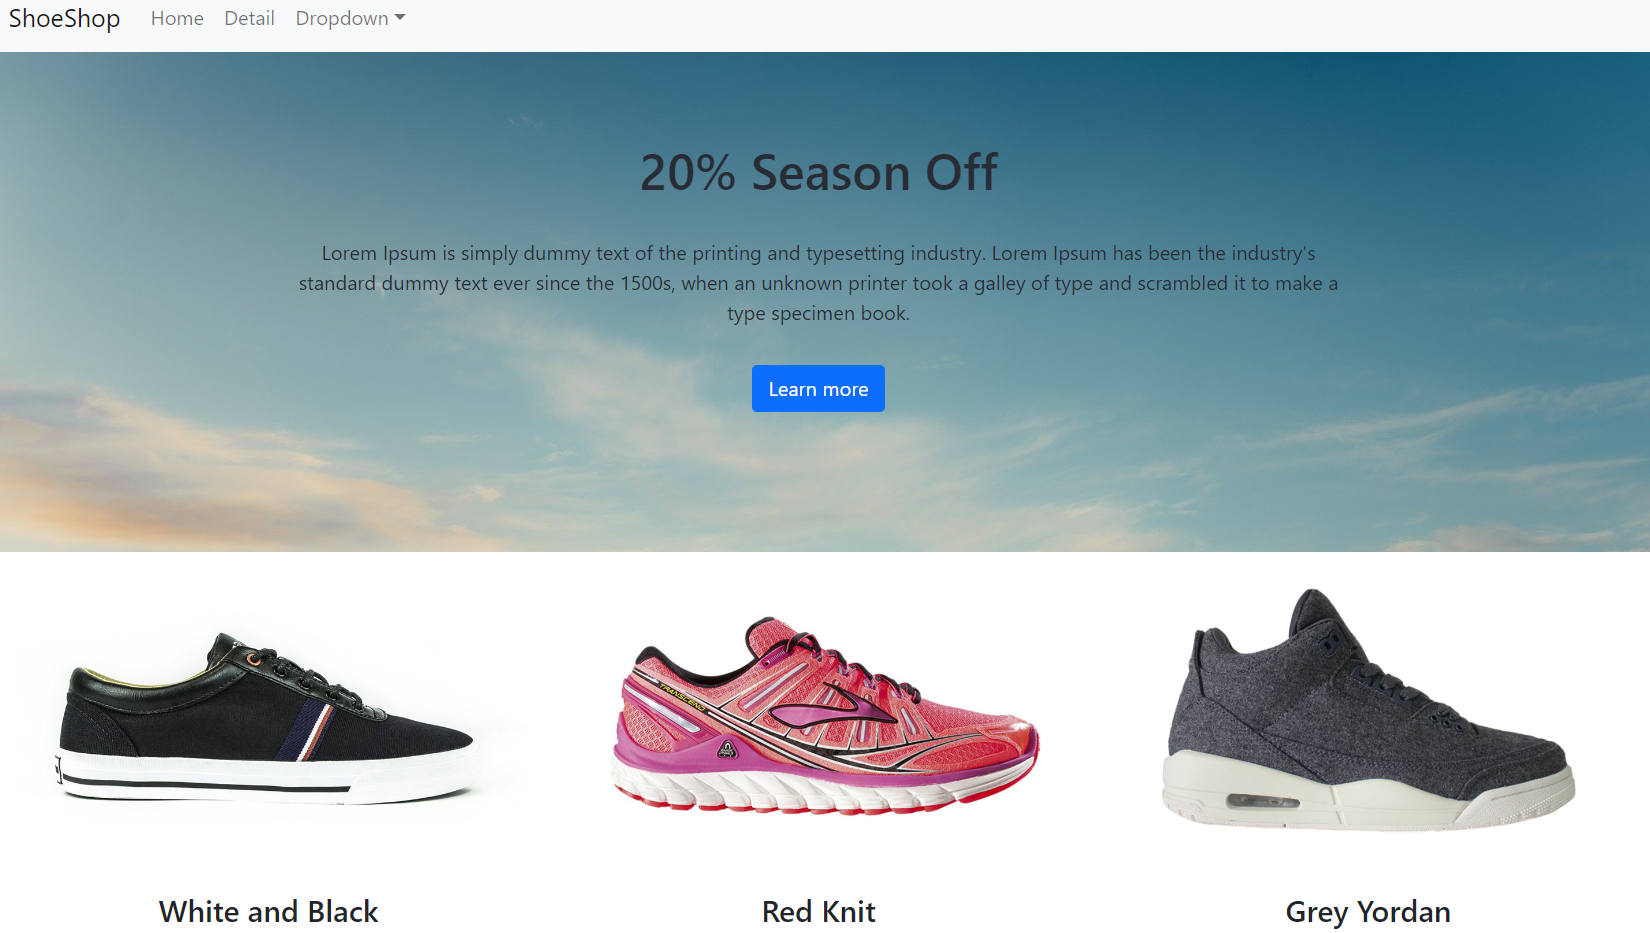 ShoeShop Home Detail Dropdown
20% Season Off
Lorem Ipsum is simply dummy text of the printing and typesetting industry. Lorem Ipsum has been the industry's
standard dummy text ever since the 1500s, when an unknown printer took a galley of type and scrambled it to make a
type specimen book.
Learn more
TRANSCEND
White and Black
Red Knit
Grey Yordan